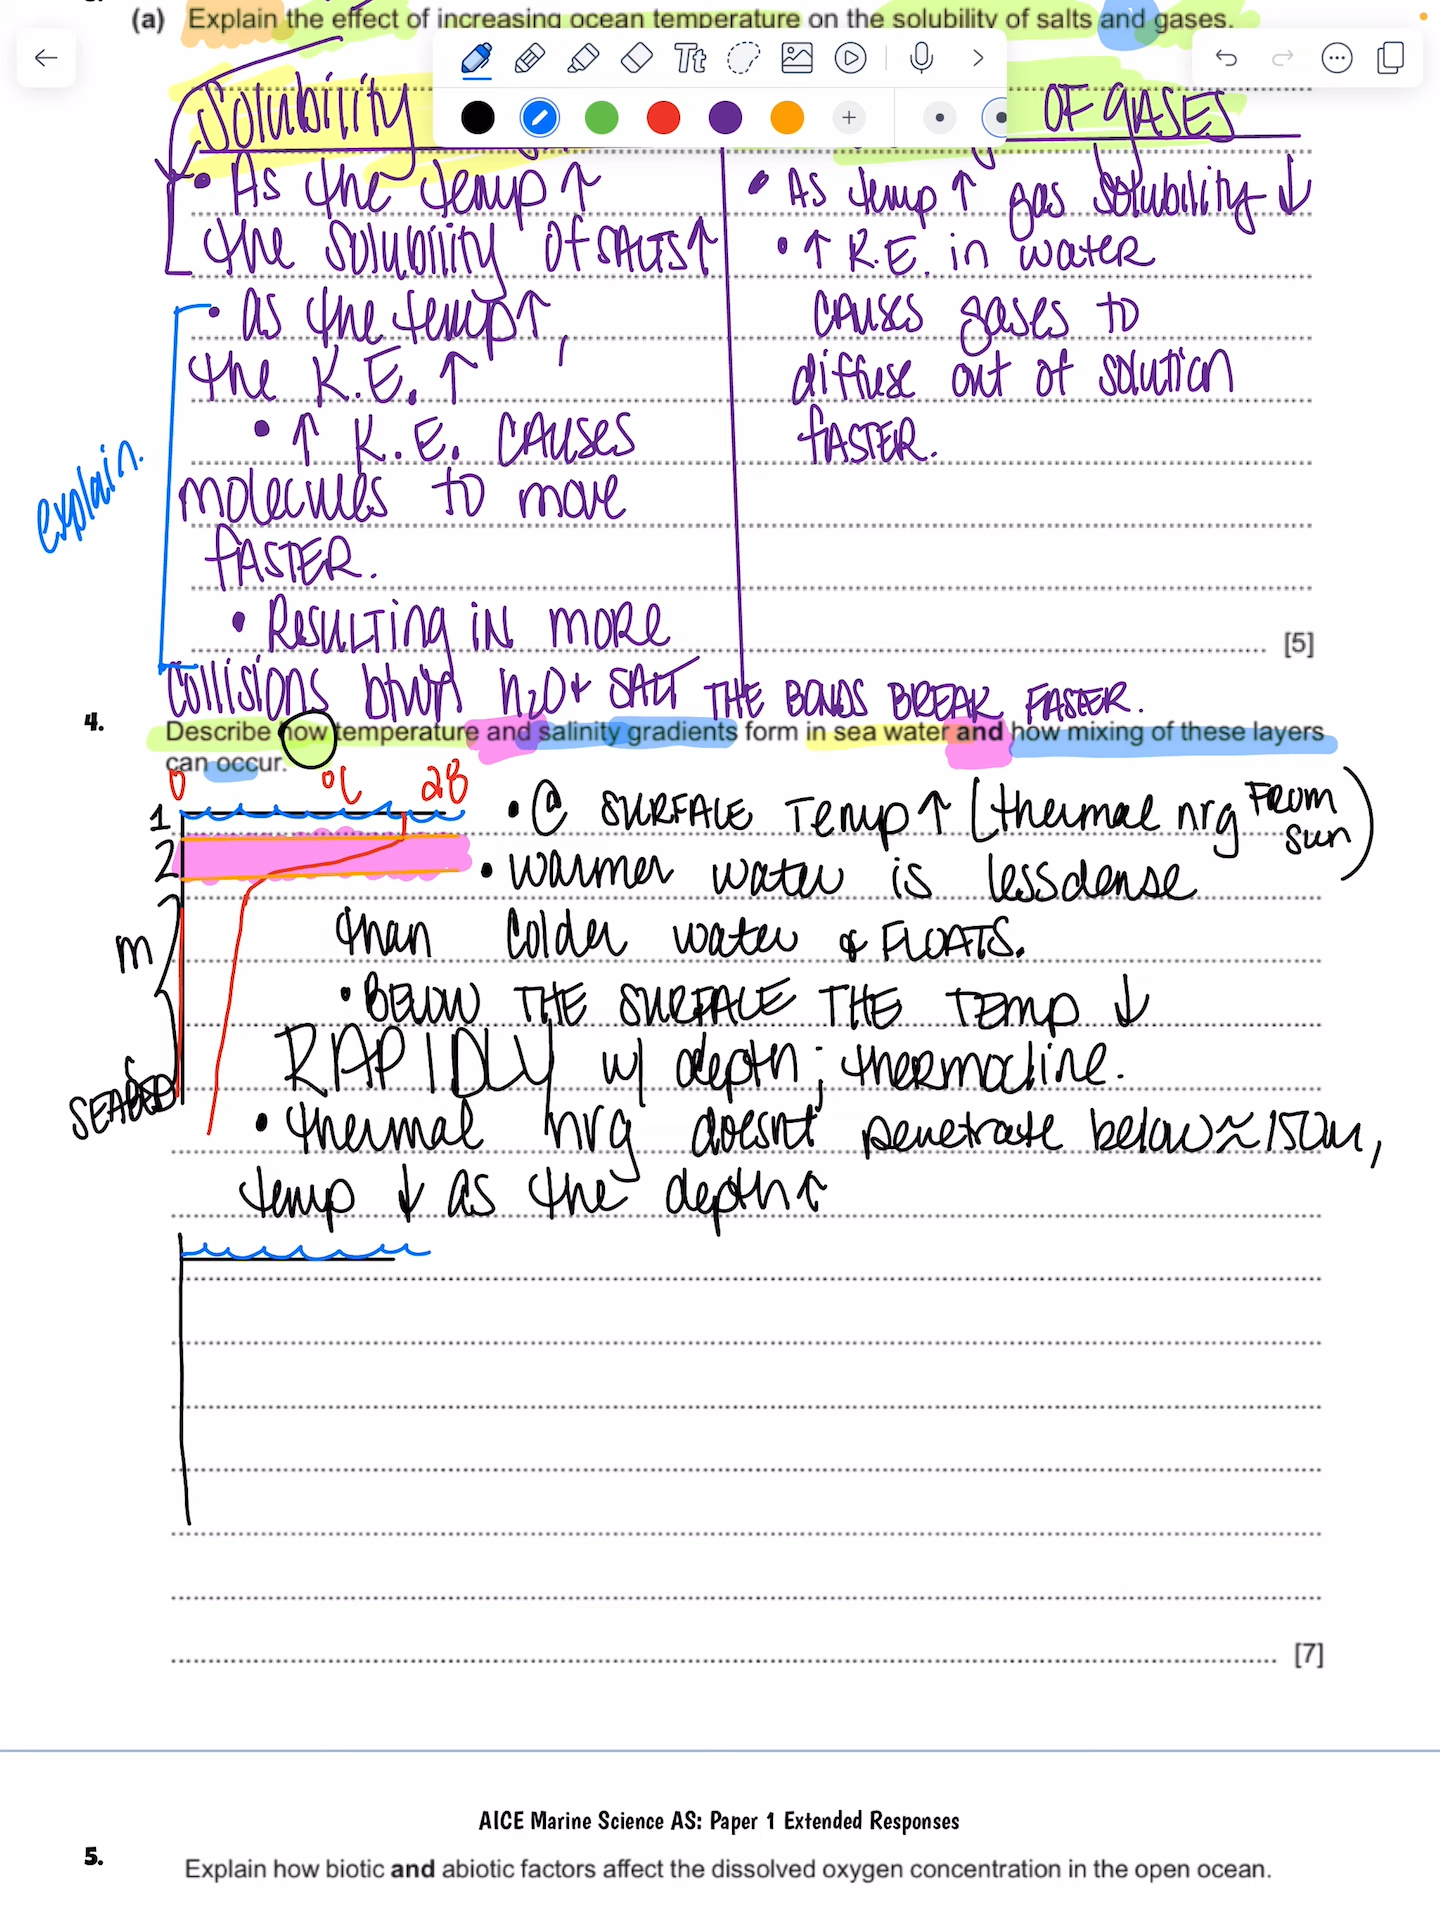 (a) Explain the effect of increasing ocean temperature on the solubility of salts and gases.
Tt
Solubility
OF GASES
• As the temp ↑
the solubility of SALTS ↑
• as the temp ↑,
the K.E. ↑
• ↑ K.E. CAUSES
molecules to move
FASTER.
• RESULTING IN MORE
collisions btwn h2O + SALT THE BONDS BREAK FASTER.
explain.
• As temp ↑ gas solubility ↓
• ↑ K.E. in water
CAUSES gases to
diffuse out of solution
FASTER.
[5]
4.
Describe how temperature and salinity gradients form in sea water and how mixing of these layers
can occur.
0 °C 28
1
2
m
• @ SURFACE Temp ↑ (thermal nrg FROM sun)
• warmer water is less dense
than colder water & FLOATS.
• BELOW THE SURFACE THE TEMP ↓
RAPIDLY w/ depth; thermocline.
• thermal nrg doesnt penetrate below ≈ 150m,
temp ↓ as the depth ↑
[7]
AICE Marine Science AS: Paper 1 Extended Responses
5.
Explain how biotic and abiotic factors affect the dissolved oxygen concentration in the open ocean.